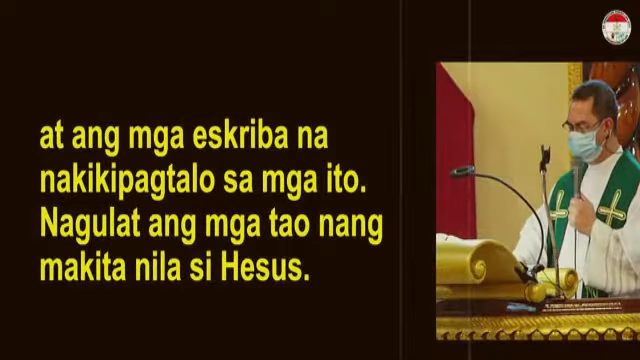 at ang mga eskriba na
nakikipagtalo sa mga ito.
Nagulat ang mga tao nang
makita nila si Hesus.